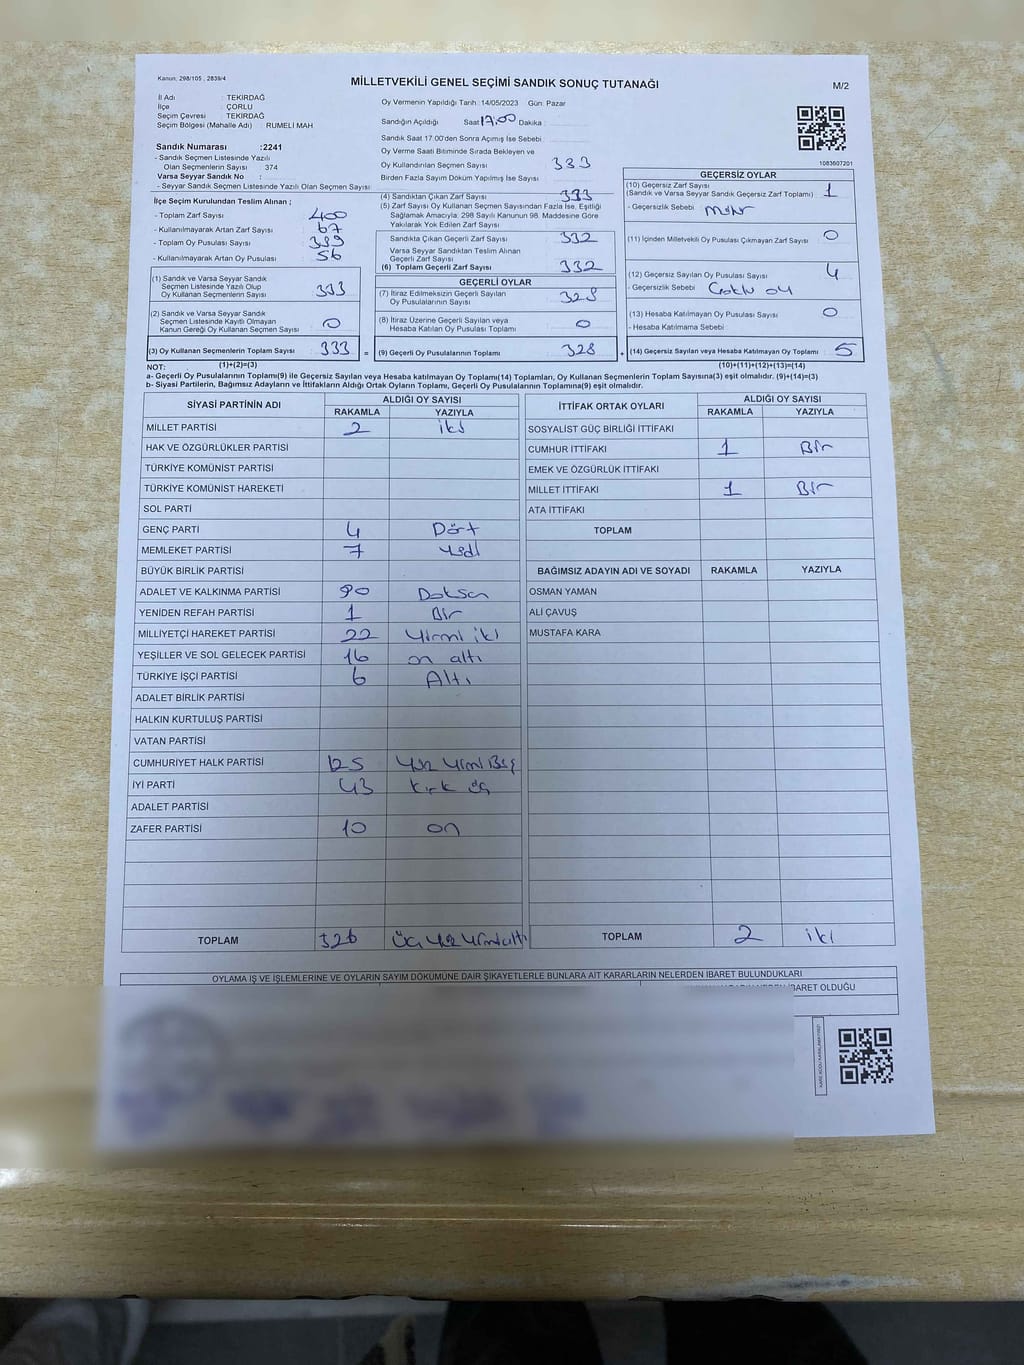 Kanun, 298/105 , 2839/4
MİLLETVEKİLİ GENEL SEÇİMİ SANDIK SONUÇ TUTANAĞI
M/2
İl Adı : TEKİRDAĞ
İlçe : ÇORLU
Seçim Çevresi : TEKİRDAĞ
Seçim Bölgesi (Mahalle Adı) : RUMELİ MAH
Sandık Numarası :2241
- Sandık Seçmen Listesinde Yazılı
Olan Seçmenlerin Sayısı : 374
Varsa Seyyar Sandık No :
- Seyyar Sandık Seçmen Listesinde Yazılı Olan Seçmen Sayısı :
Oy Vermenin Yapıldığı Tarih :14/05/2023 Gün: Pazar
Sandığın Açıldığı Saat 17.00 Dakika :
Sandık Saat 17.00'den Sonra Açımış İse Sebebi
Oy Verme Saati Bitiminde Sırada Bekleyen ve
Oy Kullandırılan Seçmen Sayısı 333
Birden Fazla Sayım Döküm Yapılmış İse Sayısı
1083607201
İlçe Seçim Kurulundan Teslim Alınan ;
- Toplam Zarf Sayısı : 400
- Kullanılmayarak Artan Zarf Sayısı : 67
- Toplam Oy Pusulası Sayısı : 389
- Kullanılmayarak Artan Oy Pusulası : 56
(1) Sandık ve Varsa Seyyar Sandık
Seçmen Listesinde Yazılı Olup
Oy Kullanan Seçmenlerin Sayısı 333
(2) Sandık ve Varsa Seyyar Sandık
Seçmen Listesinde Kayıtlı Olmayan
Kanun Gereği Oy Kullanan Seçmen Sayısı 0
(3) Oy Kullanan Seçmenlerin Toplam Sayısı 333 =
(4) Sandıktan Çıkan Zarf Sayısı 333
(5) Zarf Sayısı Oy Kullanan Seçmen Sayısından Fazla İse, Eşitliği
Sağlamak Amacıyla; 298 Sayılı Kanunun 98. Maddesine Göre
Yakılarak Yok Edilen Zarf Sayısı
Sandıkta Çıkan Geçerli Zarf Sayısı 332
Varsa Seyyar Sandıktan Teslim Alınan
Geçerli Zarf Sayısı
(6) Toplam Geçerli Zarf Sayısı 332
GEÇERLİ OYLAR
(7) İtiraz Edilmeksizin Geçerli Sayılan
Oy Pusulalarının Sayısı 328
(8) İtiraz Üzerine Geçerli Sayılan veya
Hesaba Katılan Oy Pusulası Toplamı 0
(9) Geçerli Oy Pusulalarının Toplamı 328 +
GEÇERSİZ OYLAR
(10) Geçersiz Zarf Sayısı
(Sandık ve Varsa Seyyar Sandık Geçersiz Zarf Toplamı) 1
- Geçersizlik Sebebi
(11) İçinden Milletvekili Oy Pusulası Çıkmayan Zarf Sayısı 0
(12) Geçersiz Sayılan Oy Pusulası Sayısı 4
- Geçersizlik Sebebi : Çoklu oy
(13) Hesaba Katılmayan Oy Pusulası Sayısı 0
- Hesaba Katılmama Sebebi
(14) Geçersiz Sayılan veya Hesaba Katılmayan Oy Toplamı 5
NOT: (1)+(2)=(3)
(10)+(11)+(12)+(13)=(14)
a- Geçerli Oy Pusulalarının Toplamı(9) ile Geçersiz Sayılan veya Hesaba Katılmayan Oy Toplamı(14) Toplamları, Oy Kullanan Seçmenlerin Toplam Sayısına(3) eşit olmalıdır. (9)+(14)=(3)
b- Siyasi Partilerin, Bağımsız Adayların ve İttifakların Aldığı Ortak Oyların Toplamı, Geçerli Oy Pusulalarının Toplamına(9) eşit olmalıdır.
SİYASİ PARTİNİN ADI ALDIĞI OY SAYISI
RAKAMLA YAZIYLA
MİLLET PARTİSİ 2 iki
HAK VE ÖZGÜRLÜKLER PARTİSİ
TÜRKİYE KOMÜNİST PARTİSİ
TÜRKİYE KOMÜNİST HAREKETİ
SOL PARTİ
GENÇ PARTİ 4 Dört
MEMLEKET PARTİSİ 7 Yedi
BÜYÜK BİRLİK PARTİSİ
ADALET VE KALKINMA PARTİSİ 90 Doksan
YENİDEN REFAH PARTİSİ 1 Bir
MİLLİYETÇİ HAREKET PARTİSİ 22 Yirmi iki
YEŞİLLER VE SOL GELECEK PARTİSİ 16 on altı
TÜRKİYE İŞÇİ PARTİSİ 6 Altı
ADALET BİRLİK PARTİSİ
HALKIN KURTULUŞ PARTİSİ
VATAN PARTİSİ
CUMHURİYET HALK PARTİSİ 125 Yüz Yirmi Beş
İYİ PARTİ 43 Kırk üç
ADALET PARTİSİ
ZAFER PARTİSİ 10 on
TOPLAM 326 Üç Yüz Yirmi altı
İTTİFAK ORTAK OYLARI ALDIĞI OY SAYISI
RAKAMLA YAZIYLA
SOSYALİST GÜÇ BİRLİĞİ İTTİFAKI
CUMHUR İTTİFAKI 1 Bir
EMEK VE ÖZGÜRLÜK İTTİFAKI
MİLLET İTTİFAKI 1 Bir
ATA İTTİFAKI
TOPLAM
BAĞIMSIZ ADAYIN ADI VE SOYADI RAKAMLA YAZIYLA
OSMAN YAMAN
ALİ ÇAVUŞ
MUSTAFA KARA
TOPLAM 2 iki
OYLAMA İŞ VE İŞLEMLERİNE VE OYLARIN SAYIM DÖKÜMÜNE DAİR ŞİKAYETLERLE BUNLARA AİT KARARLARIN NELERDEN İBARET BULUNDUKLARI
İBARET OLDUĞU